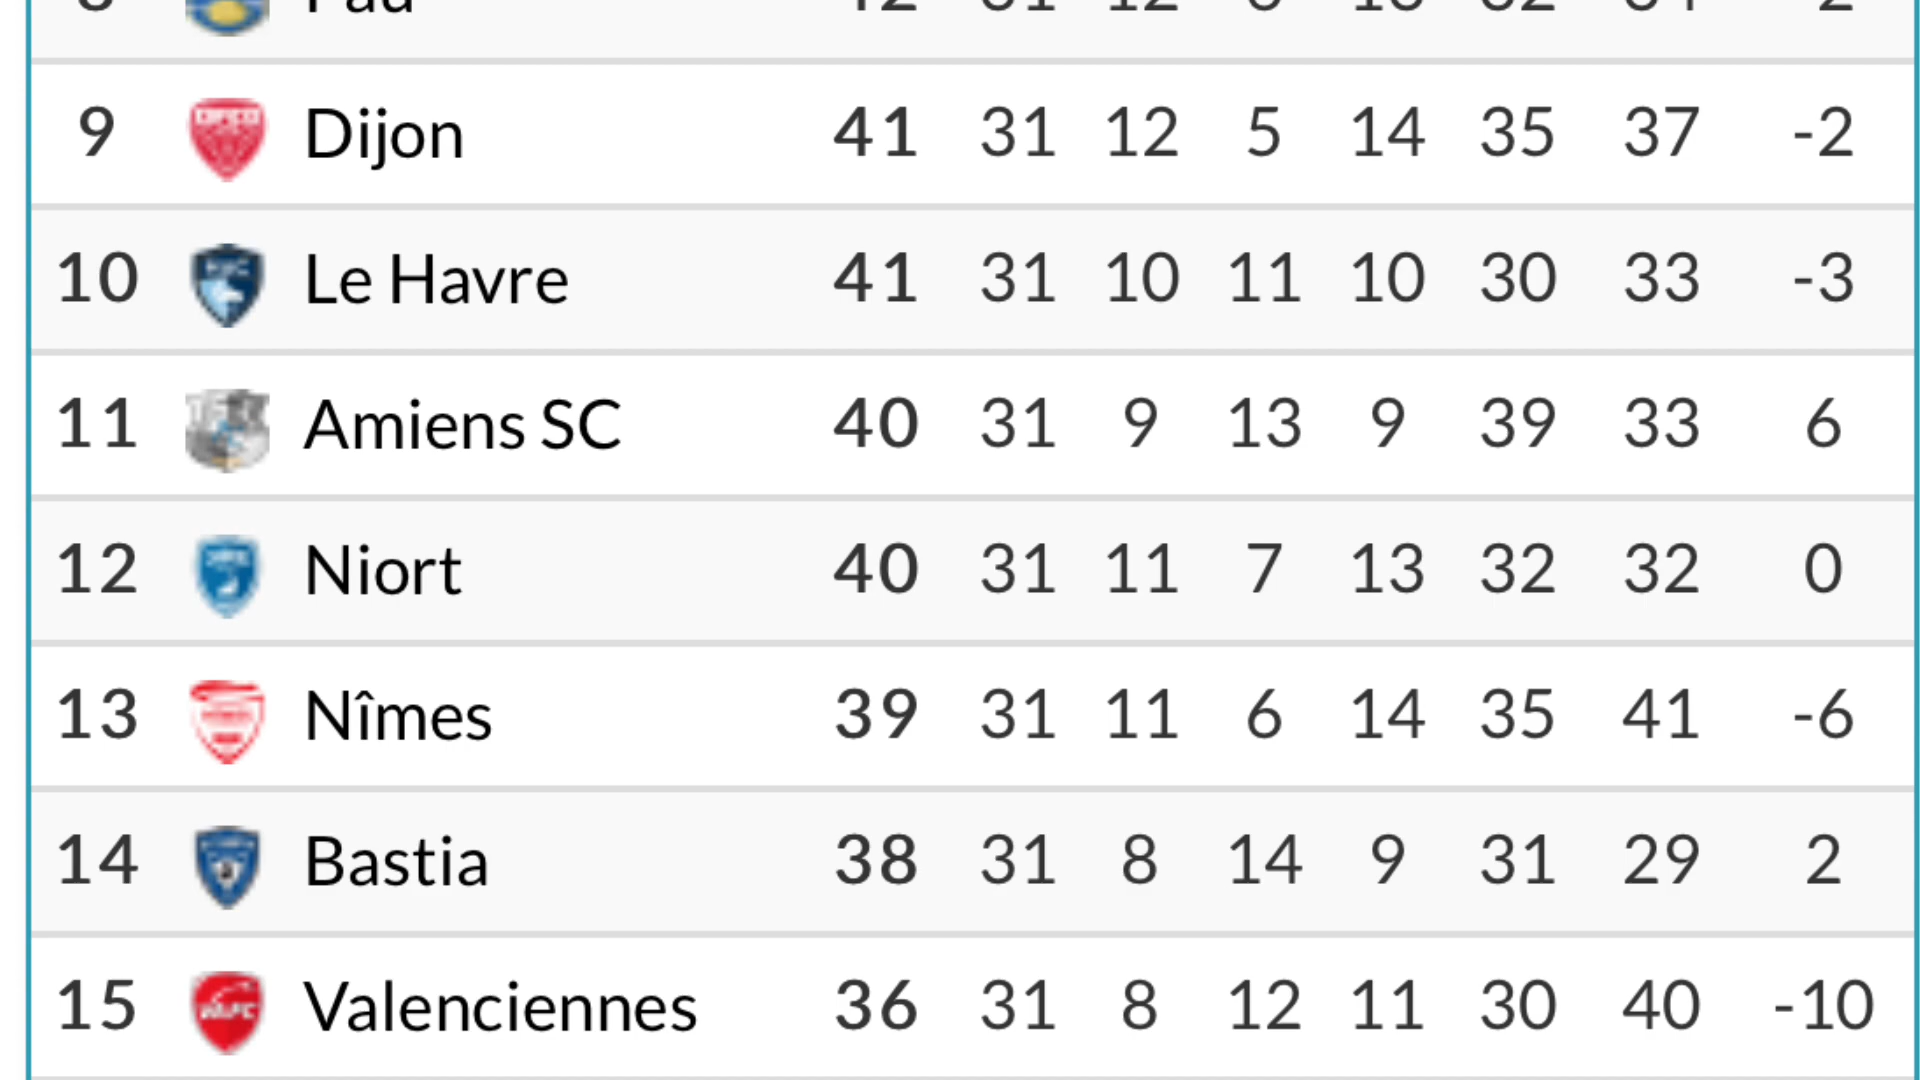 9 Dijon 41 31 12 5 14 35 37 -2
10 Le Havre 41 31 10 11 10 30 33 -3
11 Amiens SC 40 31 9 13 9 39 33 6
12 Niort 40 31 11 7 13 32 32 0
13 Nîmes 39 31 11 6 14 35 41 -6
14 Bastia 38 31 8 14 9 31 29 2
15 Valenciennes 36 31 8 12 11 30 40 -10